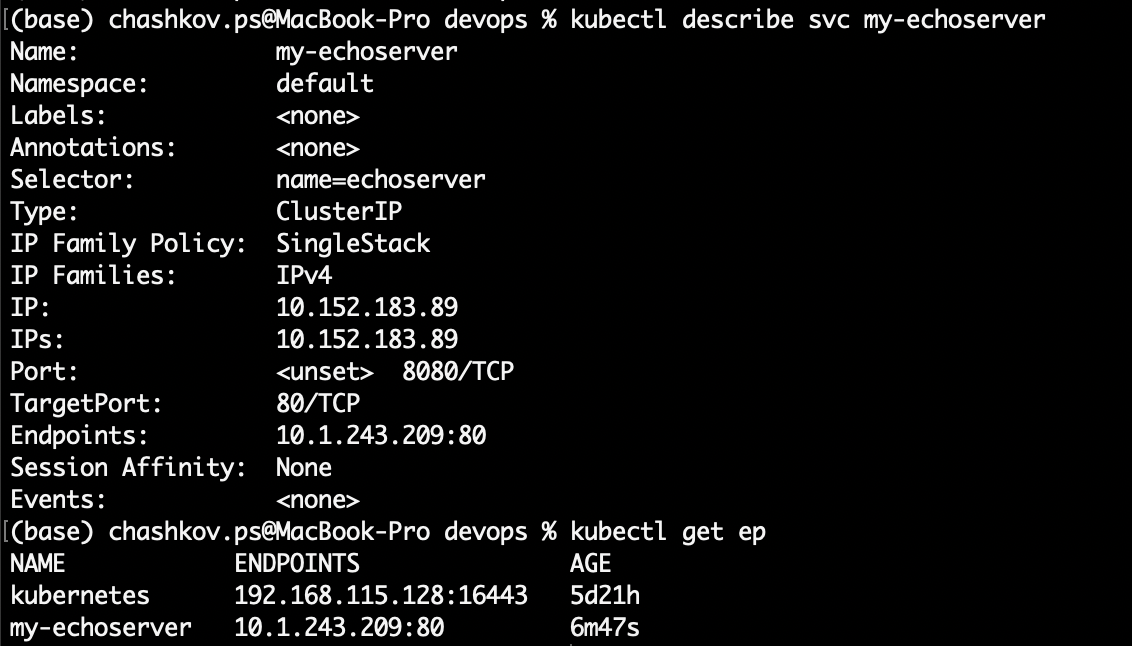 [(base) chashkov.ps@MacBook-Pro devops % kubectl describe svc my-echoserver
Name:              my-echoserver
Namespace:         default
Labels:            <none>
Annotations:       <none>
Selector:          name=echoserver
Type:              ClusterIP
IP Family Policy:  SingleStack
IP Families:       IPv4
IP:                10.152.183.89
IPs:               10.152.183.89
Port:              <unset>  8080/TCP
TargetPort:        80/TCP
Endpoints:         10.1.243.209:80
Session Affinity:  None
Events:            <none>
[(base) chashkov.ps@MacBook-Pro devops % kubectl get ep
NAME            ENDPOINTS               AGE
kubernetes      192.168.115.128:16443   5d21h
my-echoserver   10.1.243.209:80         6m47s